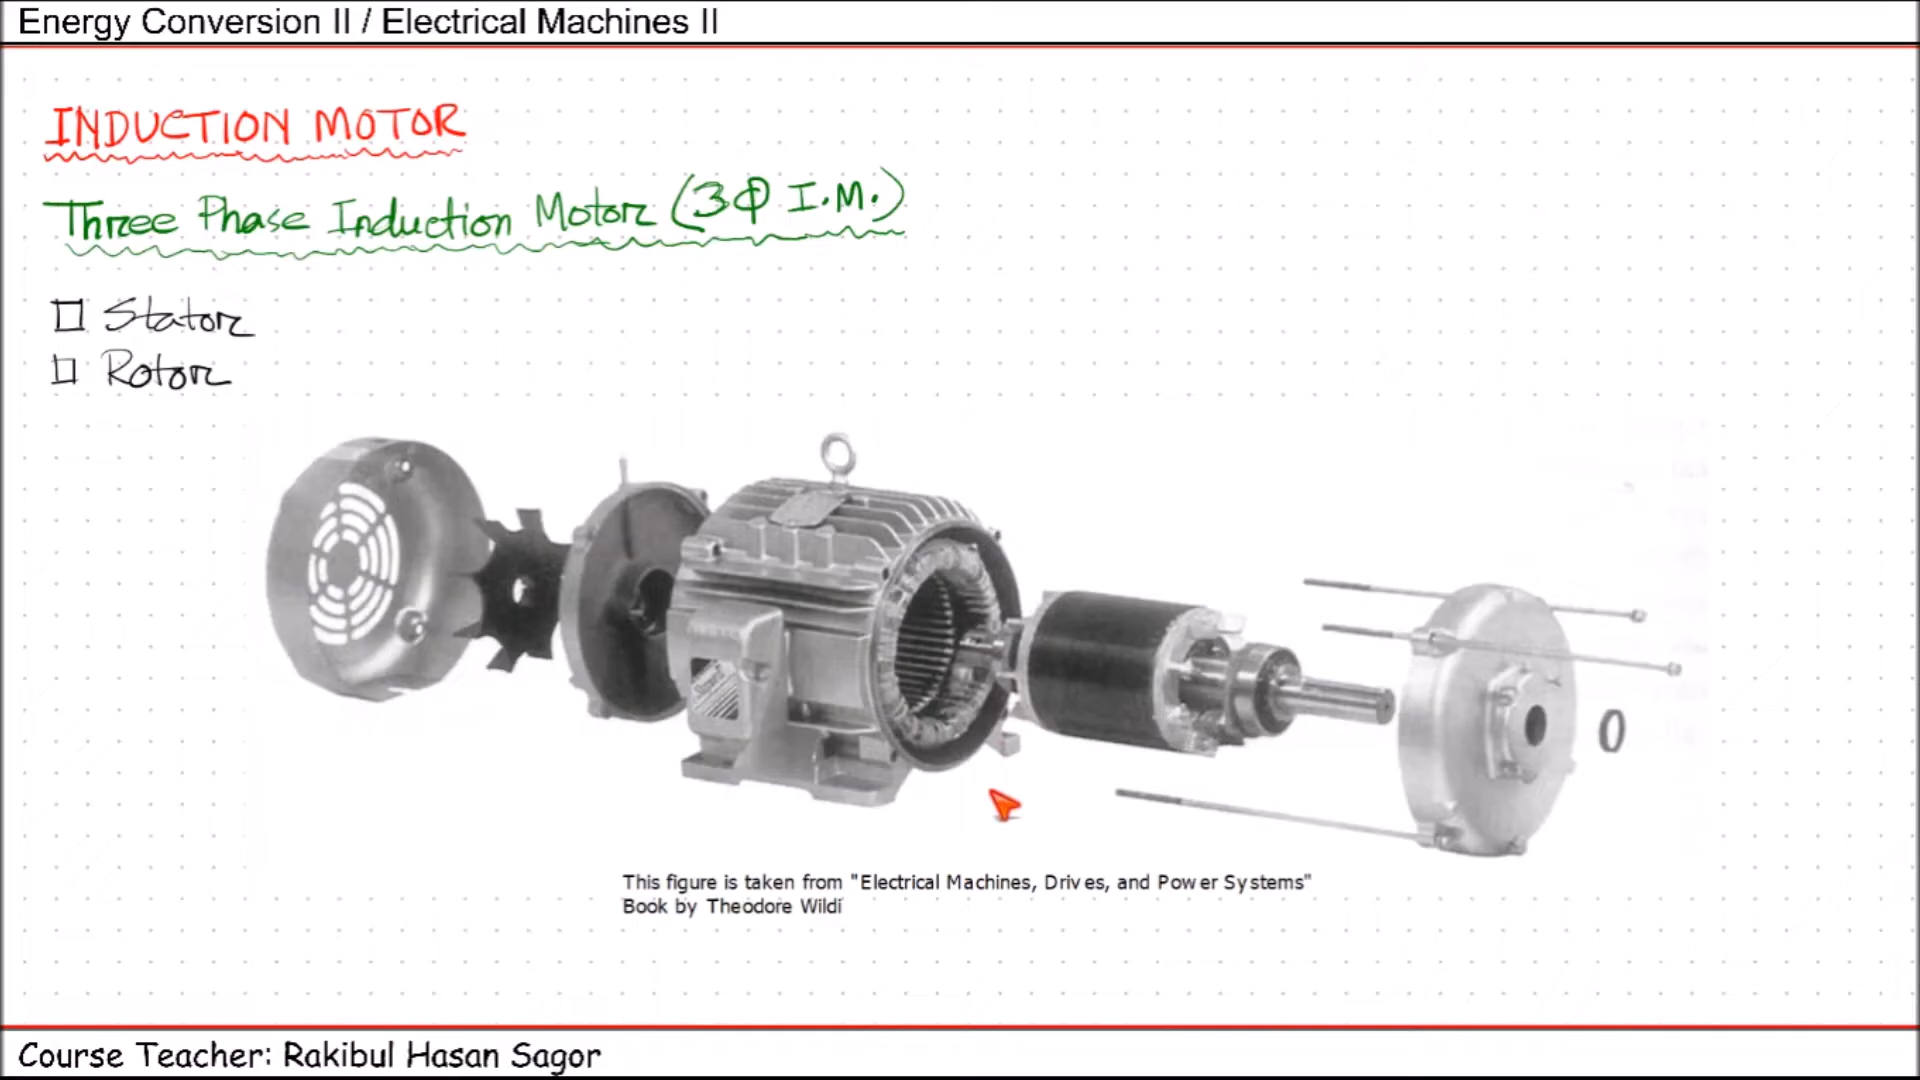 Energy Conversion II / Electrical Machines II
INDUCTION MOTOR
Three Phase Induction Motor (3Φ I.M.)
Stator
Rotor
This figure is taken from "Electrical Machines, Drives, and Power Systems"
Book by Theodore Wildi
Course Teacher: Rakibul Hasan Sagor